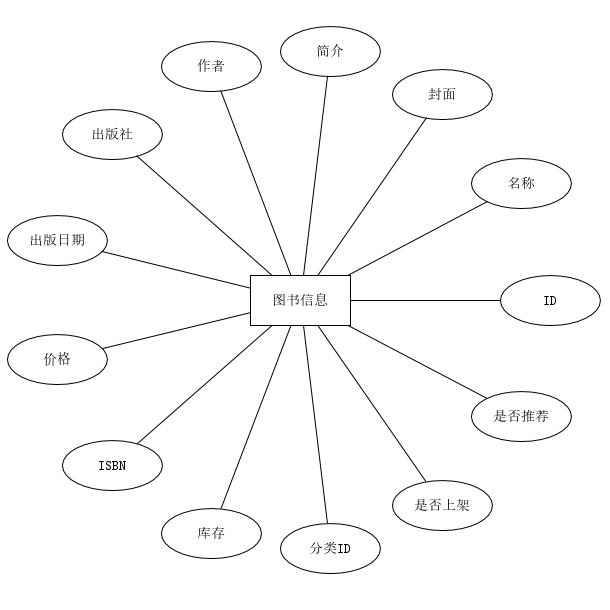 简介
作者
封面
出版社
名称
出版日期
图书信息
ID
价格
是否推荐
ISBN
是否上架
库存
分类ID